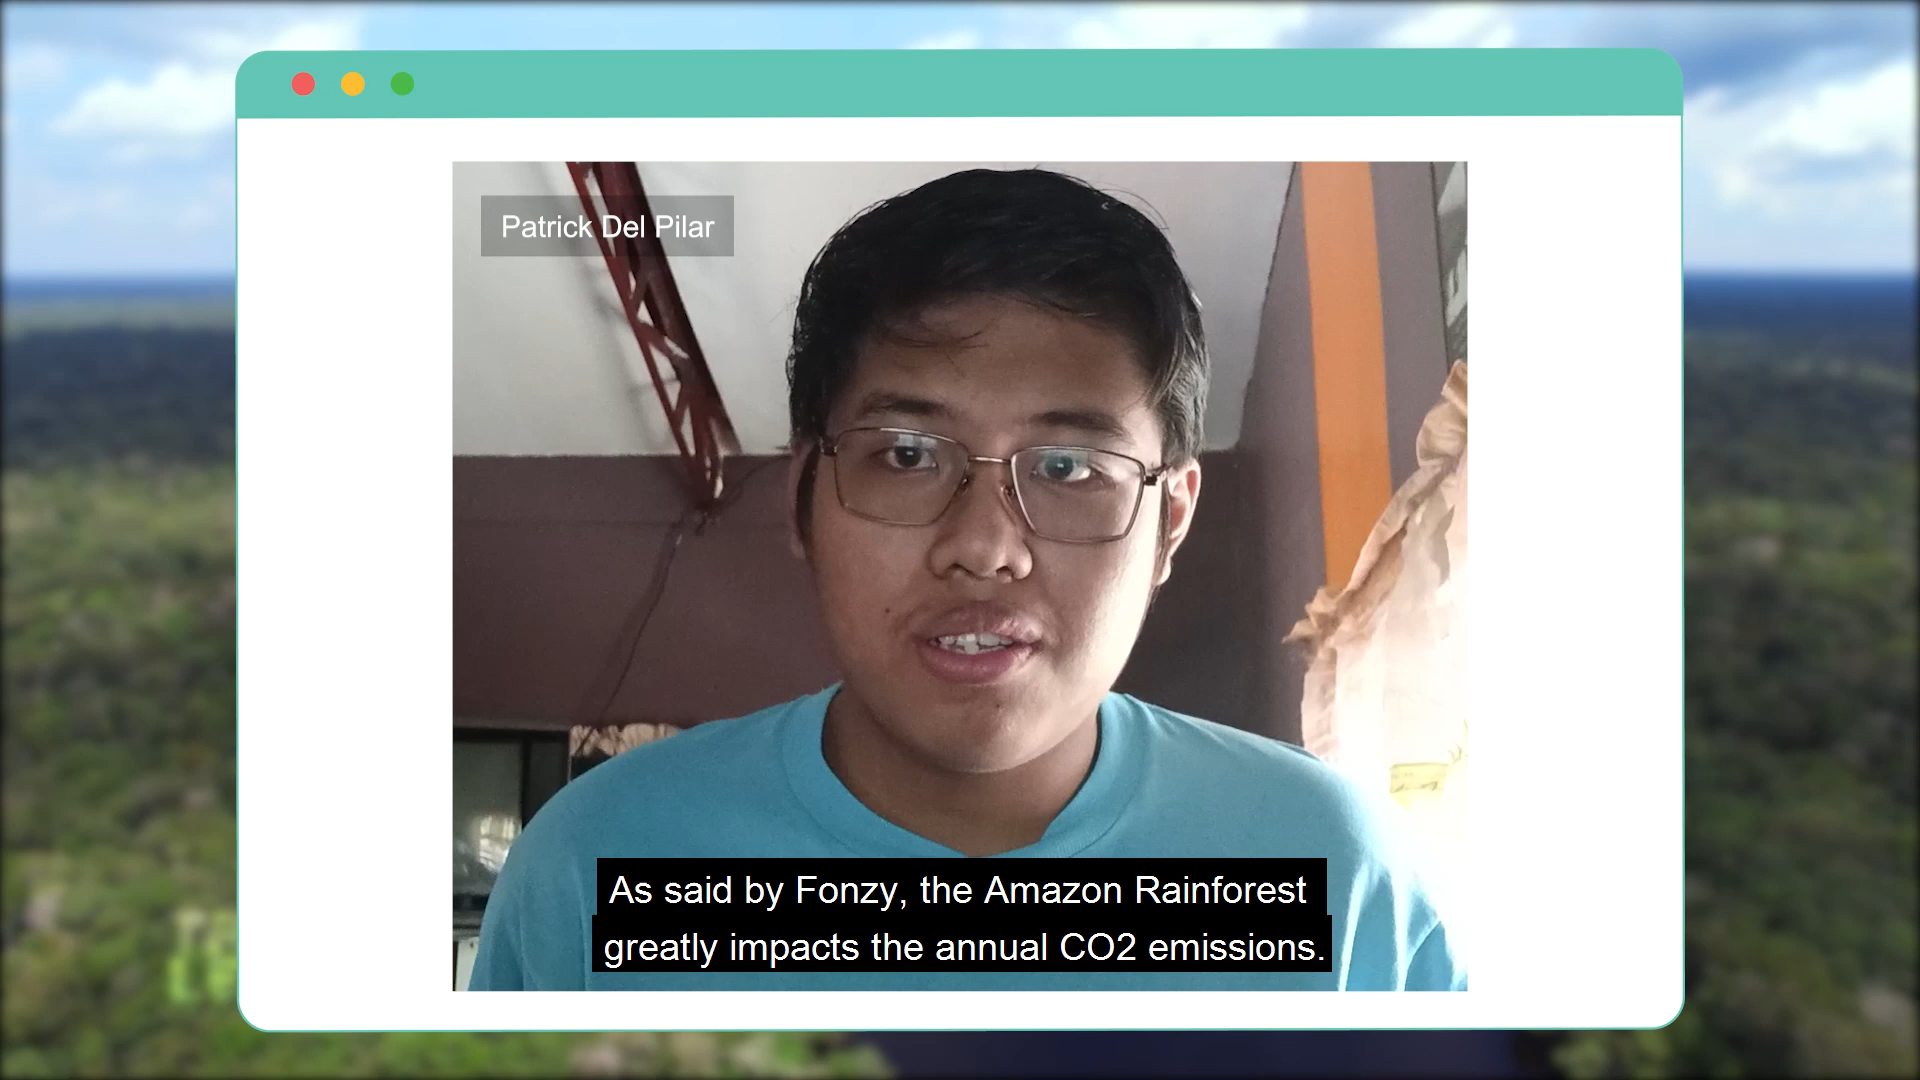 Patrick Del Pilar
As said by Fonzy, the Amazon Rainforest
greatly impacts the annual CO2 emissions.